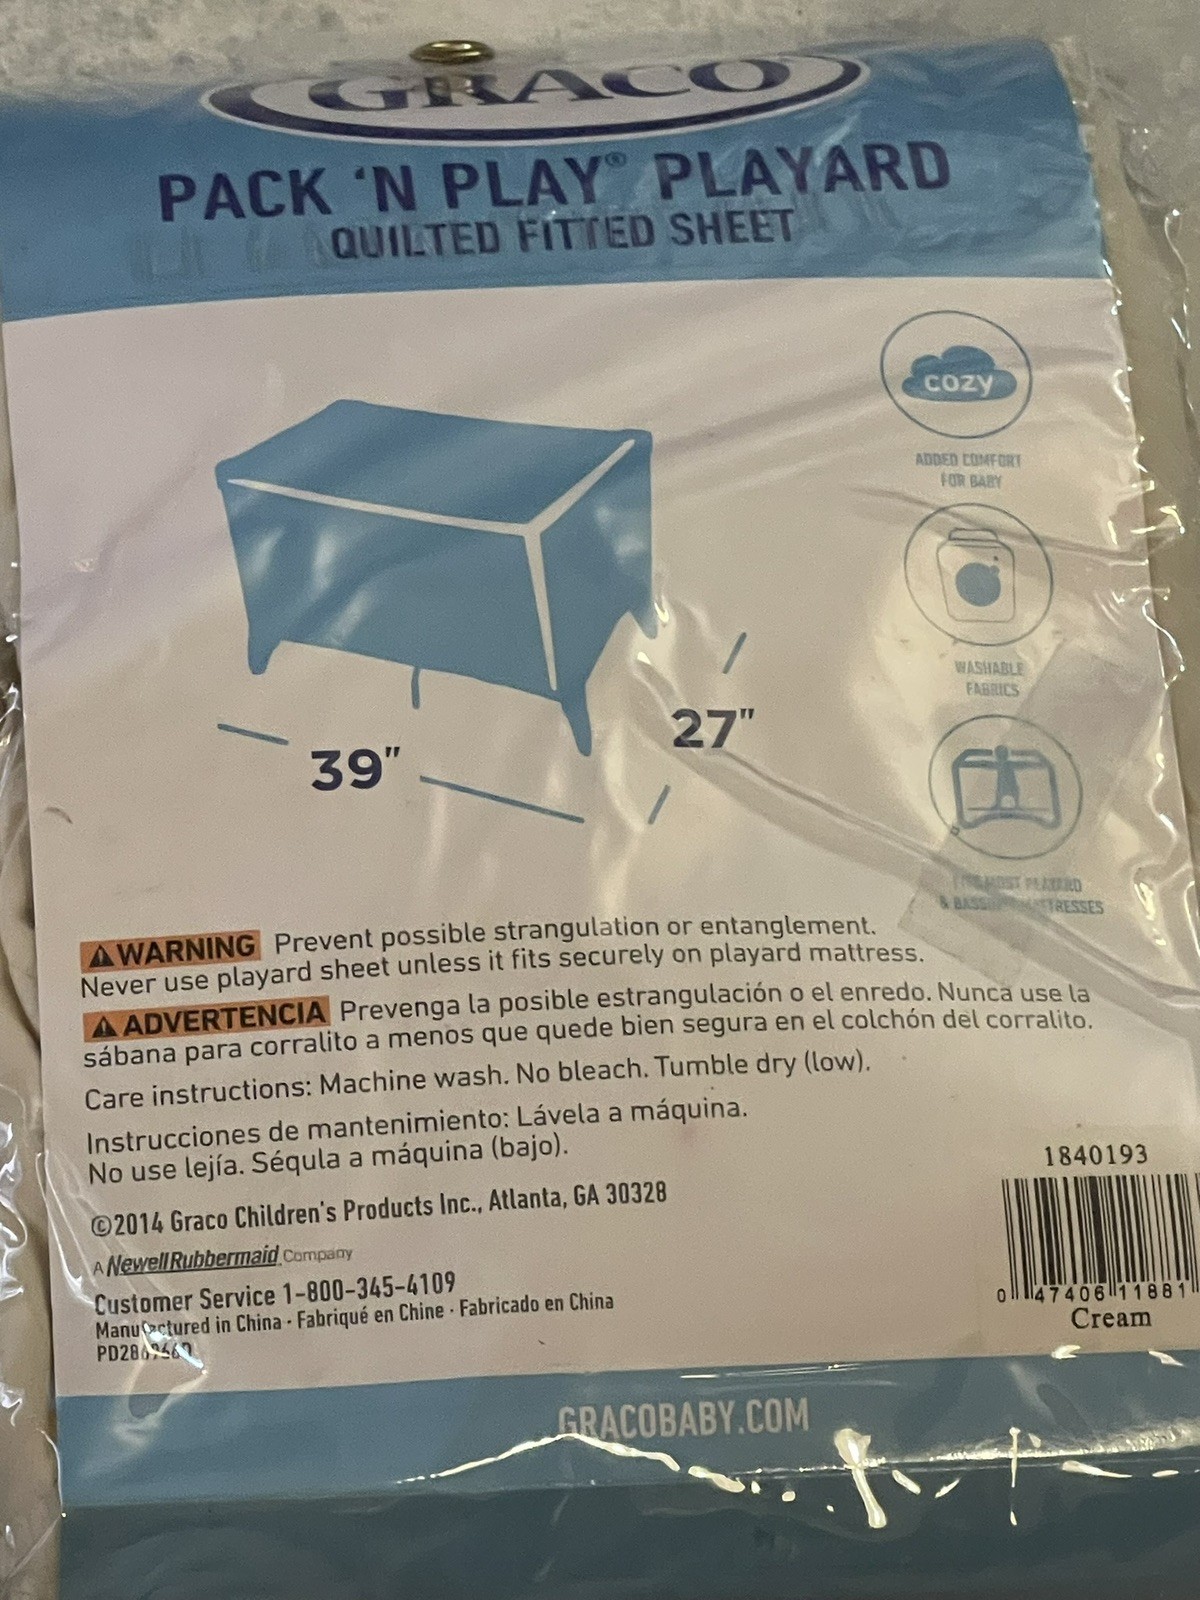 GRACO
PACK 'N PLAY® PLAYARD
QUILTED FITTED SHEET
cozy
ADDED COMFORT
FOR BABY
WASHABLE
FABRICS
39"
27"
MOST PLAYARD
&
⚠WARNING Prevent possible strangulation or entanglement.
Never use playard sheet unless it fits securely on playard mattress.
⚠ADVERTENCIA Prevenga la posible estrangulación o el enredo. Nunca use la
sábana para corralito a menos que quede bien segura en el colchón del corralito.
Care instructions: Machine wash. No bleach. Tumble dry (low).
Instrucciones de mantenimiento: Lávela a máquina.
No use lejía. Séqula a máquina (bajo).
©2014 Graco Children's Products Inc., Atlanta, GA 30328
A NewellRubbermaid Company
Customer Service 1-800-345-4109
Manufactured in China · Fabriqué en Chine · Fabricado en China
1840193
0 47406 11881
Cream
GRACOBABY.COM